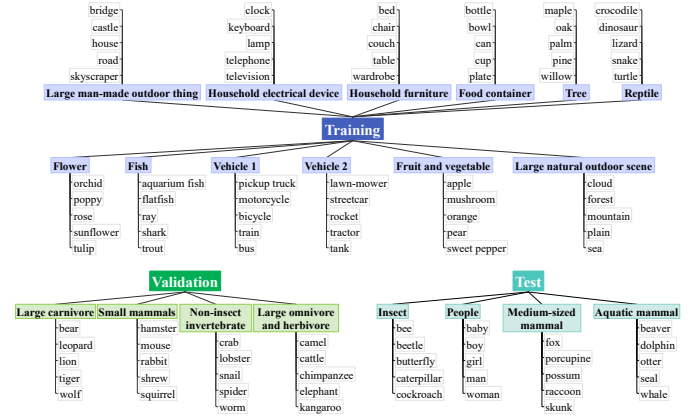 bridge
castle
house
road
skyscraper
Large man-made outdoor thing
clock
keyboard
lamp
telephone
television
Household electrical device
bed
chair
couch
table
wardrobe
Household furniture
bottle
bowl
can
cup
plate
Food container
maple
oak
palm
pine
willow
Tree
crocodile
dinosaur
lizard
snake
turtle
Reptile
Training
Flower
orchid
poppy
rose
sunflower
tulip
Fish
aquarium fish
flatfish
ray
shark
trout
Vehicle 1
pickup truck
motorcycle
bicycle
train
bus
Vehicle 2
lawn-mower
streetcar
rocket
tractor
tank
Fruit and vegetable
apple
mushroom
orange
pear
sweet pepper
Large natural outdoor scene
cloud
forest
mountain
plain
sea
Validation
Large carnivore
bear
leopard
lion
tiger
wolf
Small mammals
hamster
mouse
rabbit
shrew
squirrel
Non-insect
invertebrate
crab
lobster
snail
spider
worm
Large omnivore
and herbivore
camel
cattle
chimpanzee
elephant
kangaroo
Test
Insect
bee
beetle
butterfly
caterpillar
cockroach
People
baby
boy
girl
man
woman
Medium-sized
mammal
fox
porcupine
possum
raccoon
skunk
Aquatic mammal
beaver
dolphin
otter
seal
whale